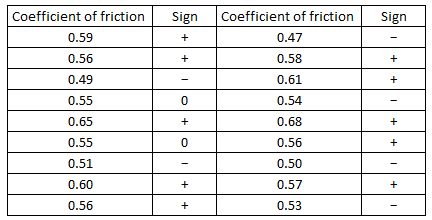 Coefficient of friction Sign Coefficient of friction Sign
0.59 + 0.47 −
0.56 + 0.58 +
0.49 − 0.61 +
0.55 0 0.54 −
0.65 + 0.68 +
0.55 0 0.56 +
0.51 − 0.50 −
0.60 + 0.57 +
0.56 + 0.53 −